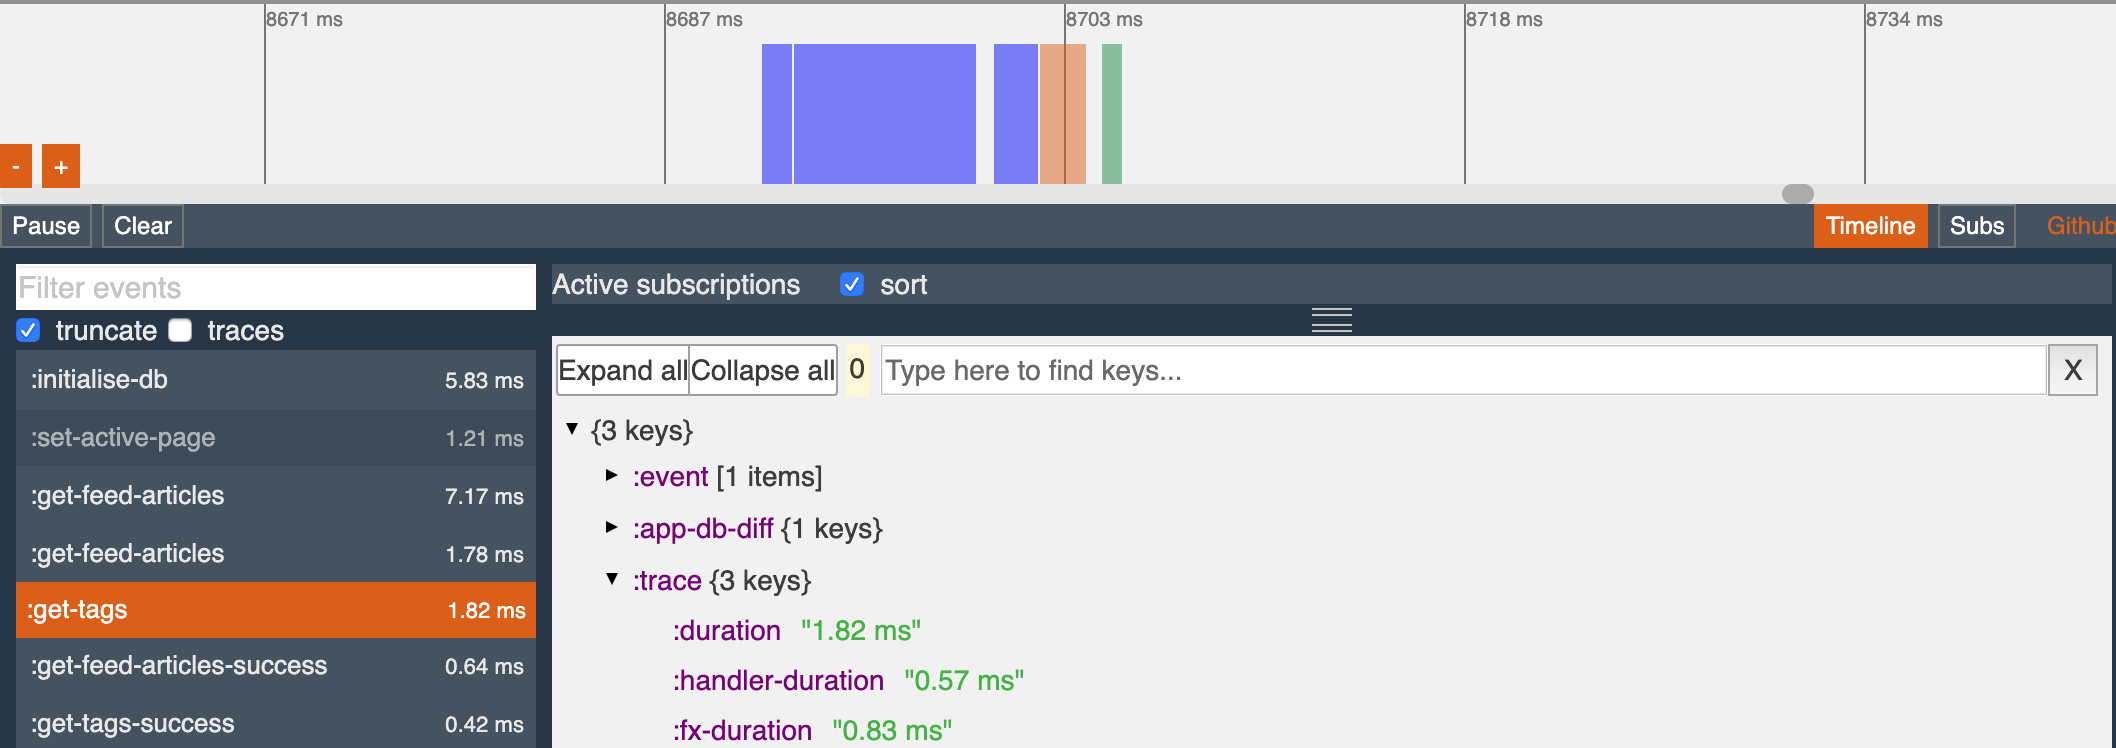 8671 ms 8687 ms 8703 ms 8718 ms 8734 ms
- +
Pause Clear Timeline Subs Github
Filter events
truncate traces
:initialise-db 5.83 ms
:set-active-page 1.21 ms
:get-feed-articles 7.17 ms
:get-feed-articles 1.78 ms
:get-tags 1.82 ms
:get-feed-articles-success 0.64 ms
:get-tags-success 0.42 ms
Active subscriptions sort
Expand all Collapse all 0 Type here to find keys... X
{3 keys}
:event [1 items]
:app-db-diff {1 keys}
:trace {3 keys}
:duration "1.82 ms"
:handler-duration "0.57 ms"
:fx-duration "0.83 ms"